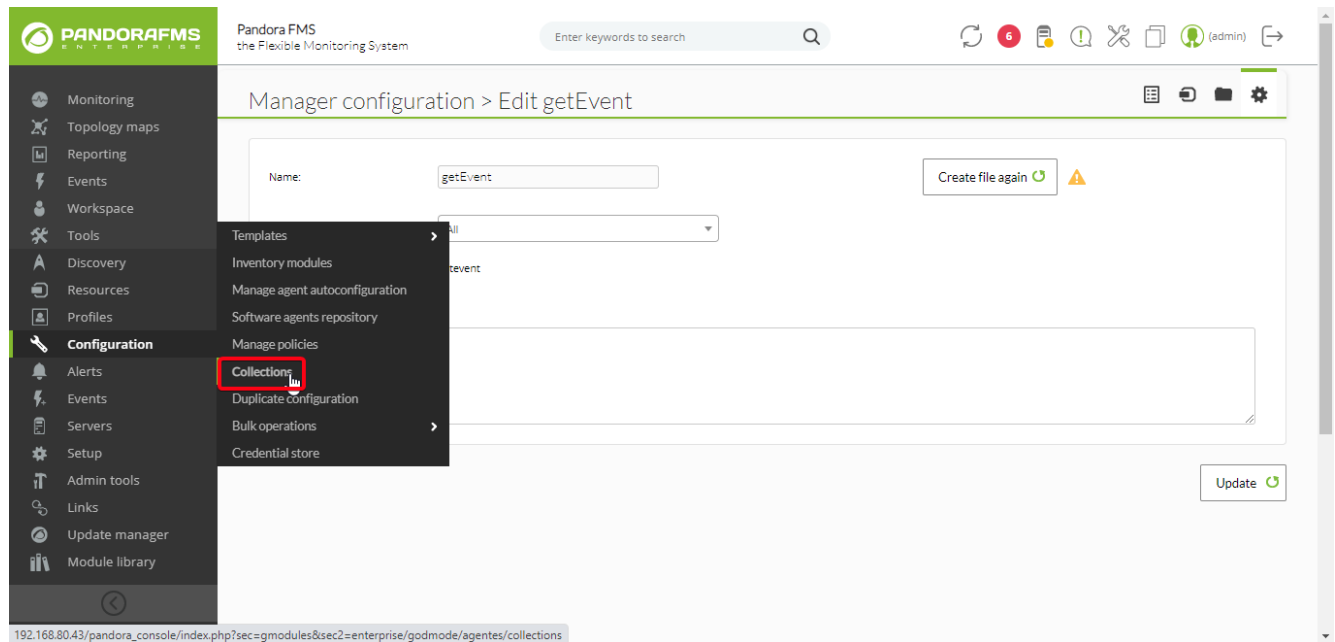 PANDORAFMS
ENTERPRISE
Pandora FMS
the Flexible Monitoring System
Enter keywords to search
6
(admin)
Monitoring
Topology maps
Reporting
Events
Workspace
Tools
Discovery
Resources
Profiles
Configuration
Alerts
Events
Servers
Setup
Admin tools
Links
Update manager
Module library
Manager configuration > Edit getEvent
Name:
getEvent
Create file again
All
tevent
Templates
Inventory modules
Manage agent autoconfiguration
Software agents repository
Manage policies
Collections
Duplicate configuration
Bulk operations
Credential store
Update
192.168.80.43/pandora_console/index.php?sec=gmodules&sec2=enterprise/godmode/agentes/collections